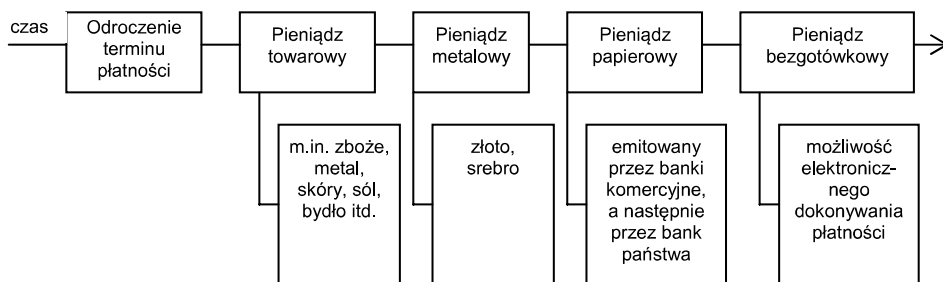 czas
Odroczenie
terminu
płatności
Pieniądz
towarowy
Pieniądz
metalowy
Pieniądz
papierowy
Pieniądz
bezgotówkowy
m.in. zboże,
metal,
skóry, sól,
bydło itd.
złoto,
srebro
emitowany
przez banki
komercyjne,
a następnie
przez bank
państwa
możliwość
elektronicz-
nego
dokonywania
płatności